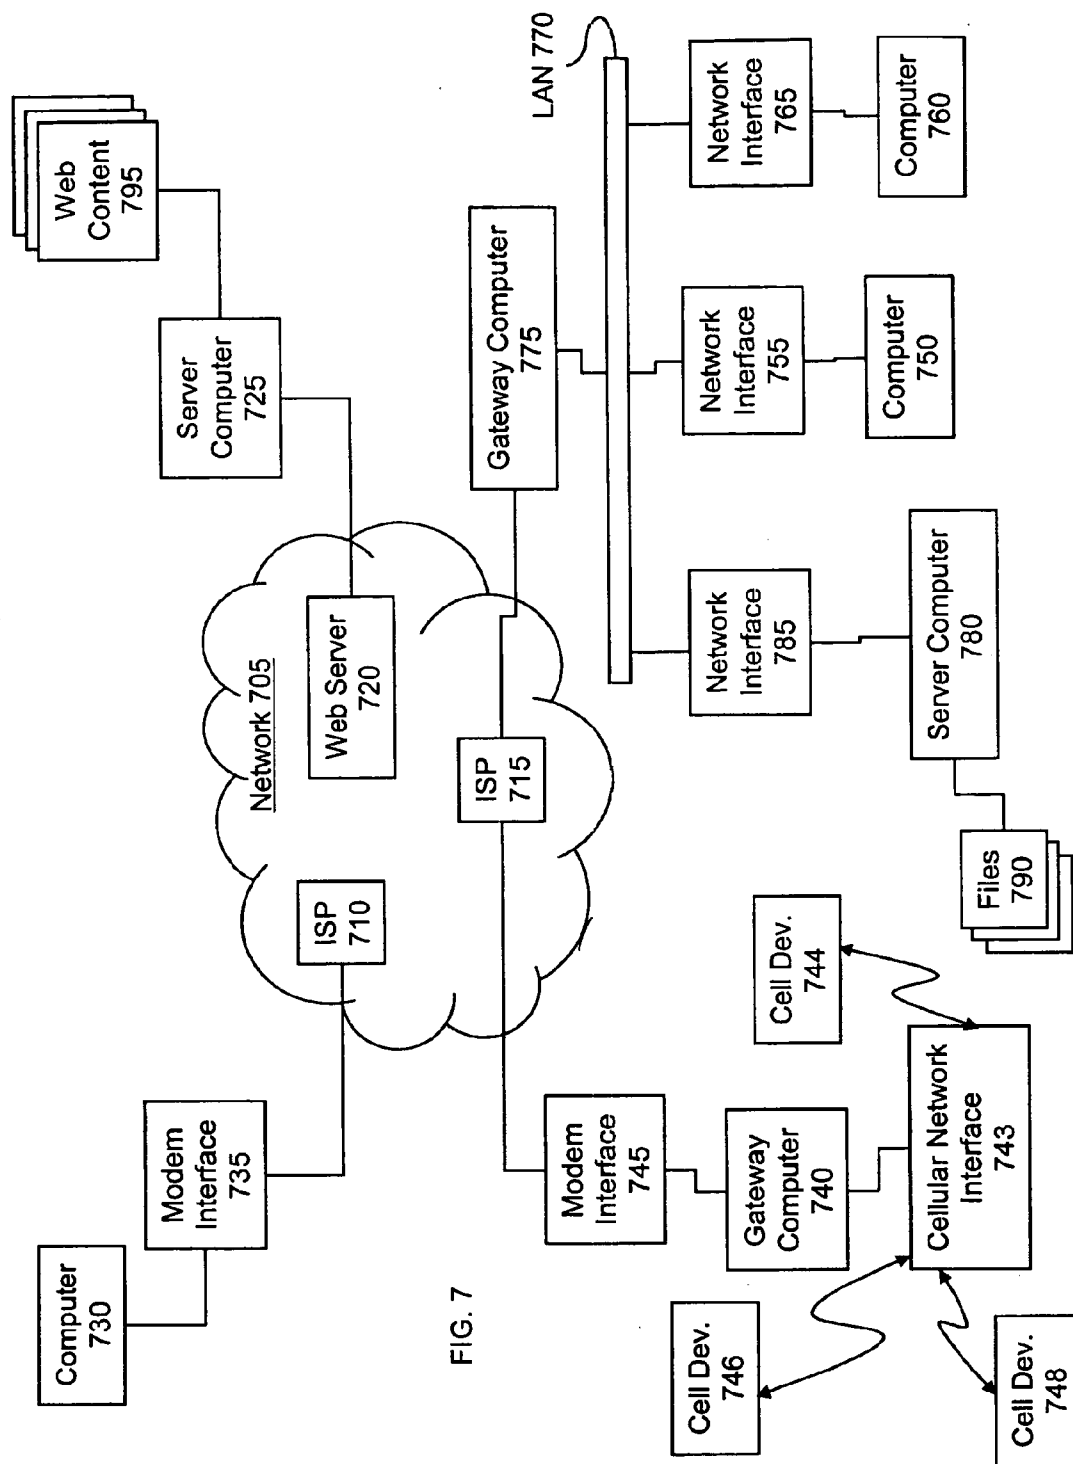 Computer
730
Modem
Interface
735
ISP
710
Network 705
Web Server
720
Server
Computer
725
Web
Content
795
FIG. 7
Modem
Interface
745
ISP
715
Gateway Computer
775
LAN 770
Cell Dev.
746
Gateway
Computer
740
Cell Dev.
744
Network
Interface
785
Network
Interface
755
Network
Interface
765
Cell Dev.
748
Cellular Network
Interface
743
Files
790
Server Computer
780
Computer
750
Computer
760